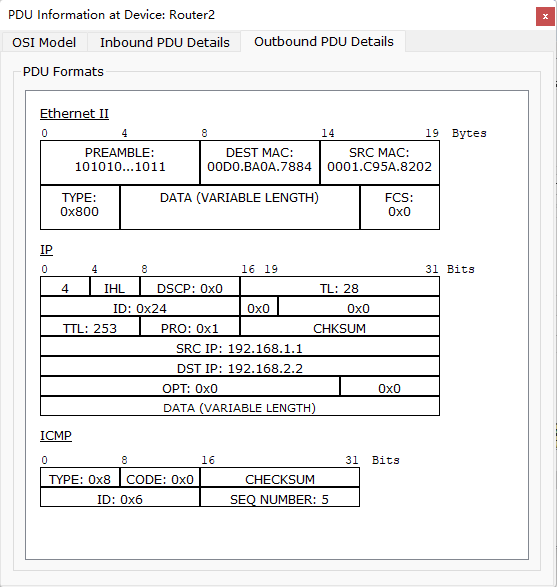 PDU Information at Device: Router2
x
OSI Model Inbound PDU Details Outbound PDU Details
PDU Formats
Ethernet II
0 4 8 14 19 Bytes
PREAMBLE: DEST MAC: SRC MAC:
101010...1011 00D0.BA0A.7884 0001.C95A.8202
TYPE: DATA (VARIABLE LENGTH) FCS:
0x800 0x0
IP
0 4 8 16 19 31 Bits
4 IHL DSCP: 0x0 TL: 28
ID: 0x24 0x0 0x0
TTL: 253 PRO: 0x1 CHKSUM
SRC IP: 192.168.1.1
DST IP: 192.168.2.2
OPT: 0x0 0x0
DATA (VARIABLE LENGTH)
ICMP
0 8 16 31 Bits
TYPE: 0x8 CODE: 0x0 CHECKSUM
ID: 0x6 SEQ NUMBER: 5